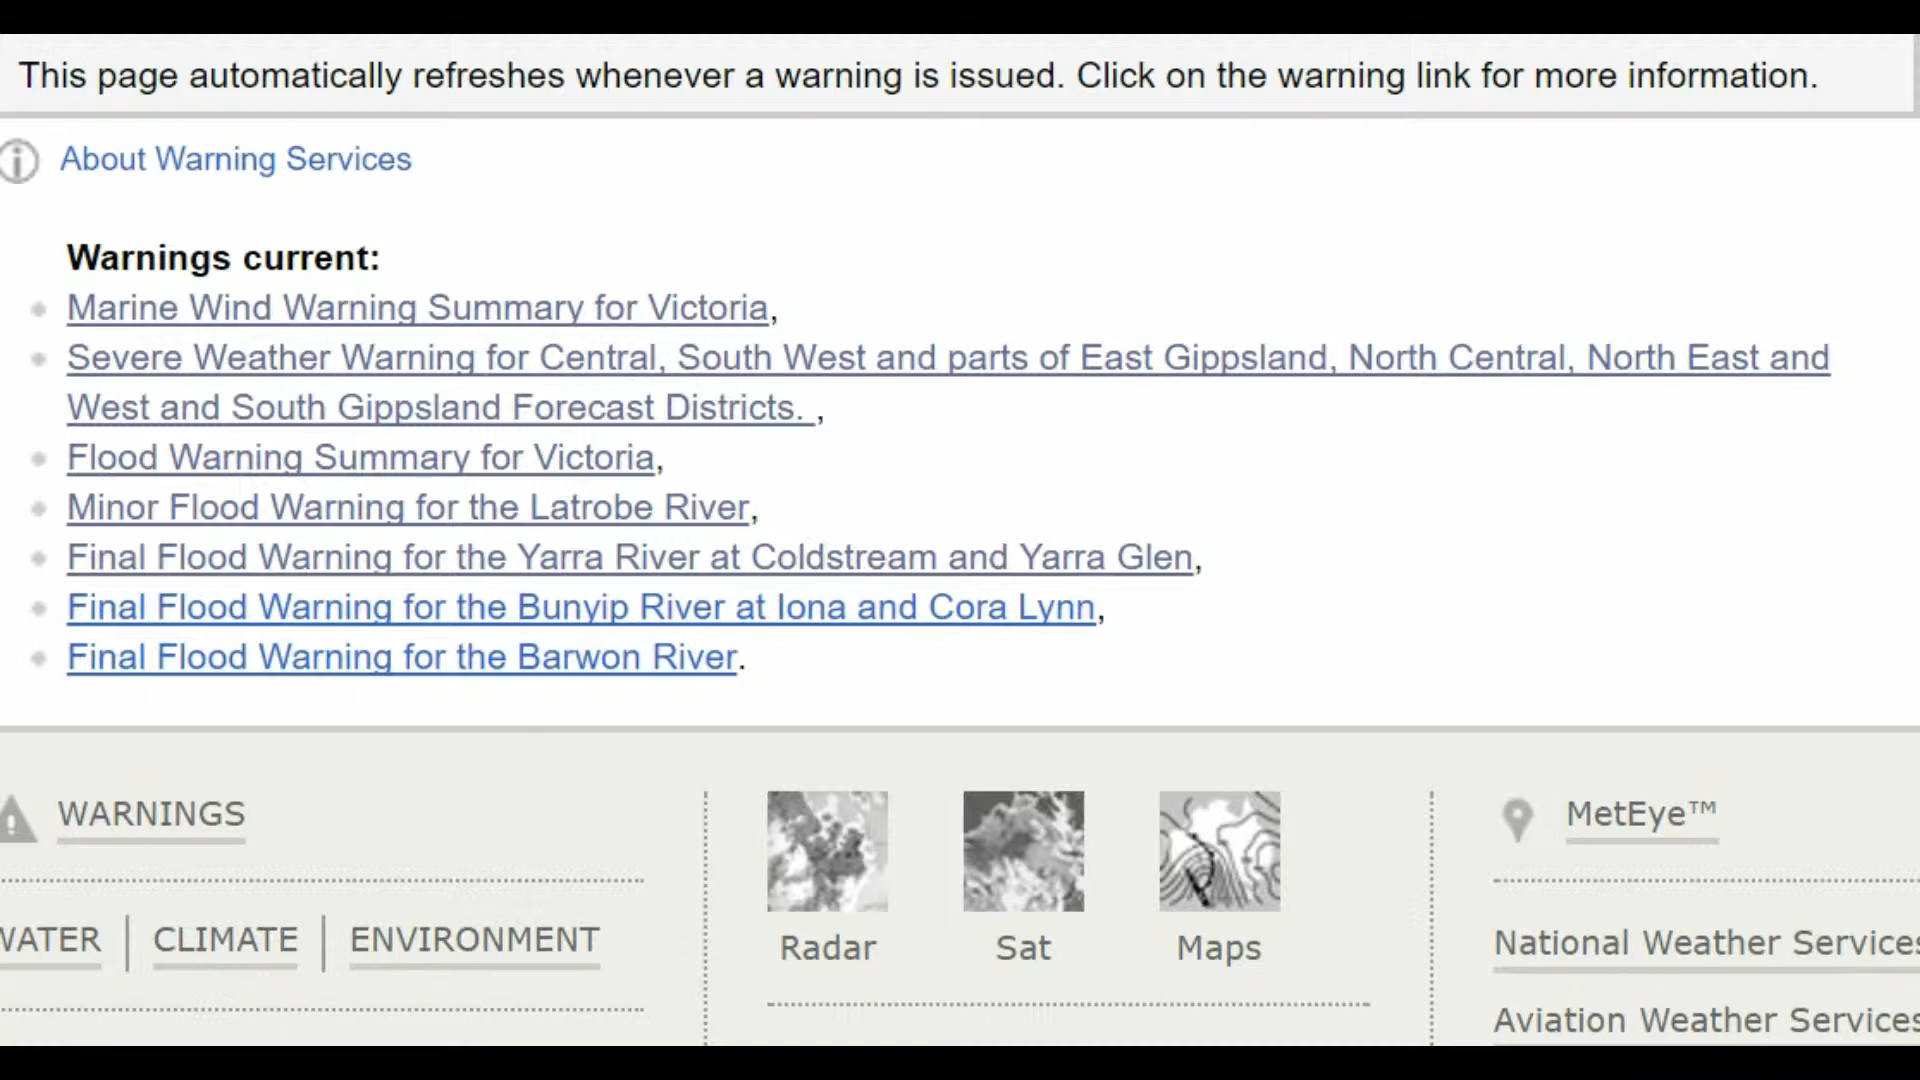 This page automatically refreshes whenever a warning is issued. Click on the warning link for more information.
About Warning Services
Warnings current:
Marine Wind Warning Summary for Victoria,
Severe Weather Warning for Central, South West and parts of East Gippsland, North Central, North East and
West and South Gippsland Forecast Districts. ,
Flood Warning Summary for Victoria,
Minor Flood Warning for the Latrobe River,
Final Flood Warning for the Yarra River at Coldstream and Yarra Glen,
Final Flood Warning for the Bunyip River at Iona and Cora Lynn,
Final Flood Warning for the Barwon River.
WARNINGS
WATER | CLIMATE | ENVIRONMENT
Radar Sat Maps
MetEye™
National Weather Services
Aviation Weather Services